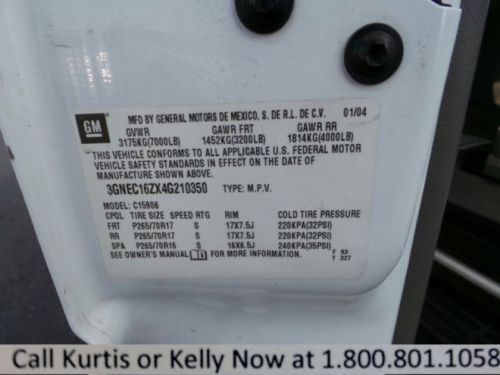 GM
MFD BY GENERAL MOTORS DE MEXICO, S. DE R.L. DE C.V. 01/04
GVWR GAWR FRT GAWR RR
3175KG(7000LB) 1452KG(3200LB) 1814KG(4000LB)
THIS VEHICLE CONFORMS TO ALL APPLICABLE U.S. FEDERAL MOTOR
VEHICLE SAFETY STANDARDS IN EFFECT ON THE DATE OF
MANUFACTURE SHOWN ABOVE.
3GNEC16ZX4G210350 TYPE: M.P.V.
MODEL: C15906
CPQL TIRE SIZE SPEED RTG RIM COLD TIRE PRESSURE
FRT P265/70R17 S 17X7.5J 220KPA(32PSI)
RR P265/70R17 S 17X7.5J 220KPA(32PSI)
SPA P265/70R16 S 16X6.5J 240KPA(35PSI)
SEE OWNER'S MANUAL FOR MORE INFORMATION. F 93
T 327
Call Kurtis or Kelly Now at 1.800.801.1058